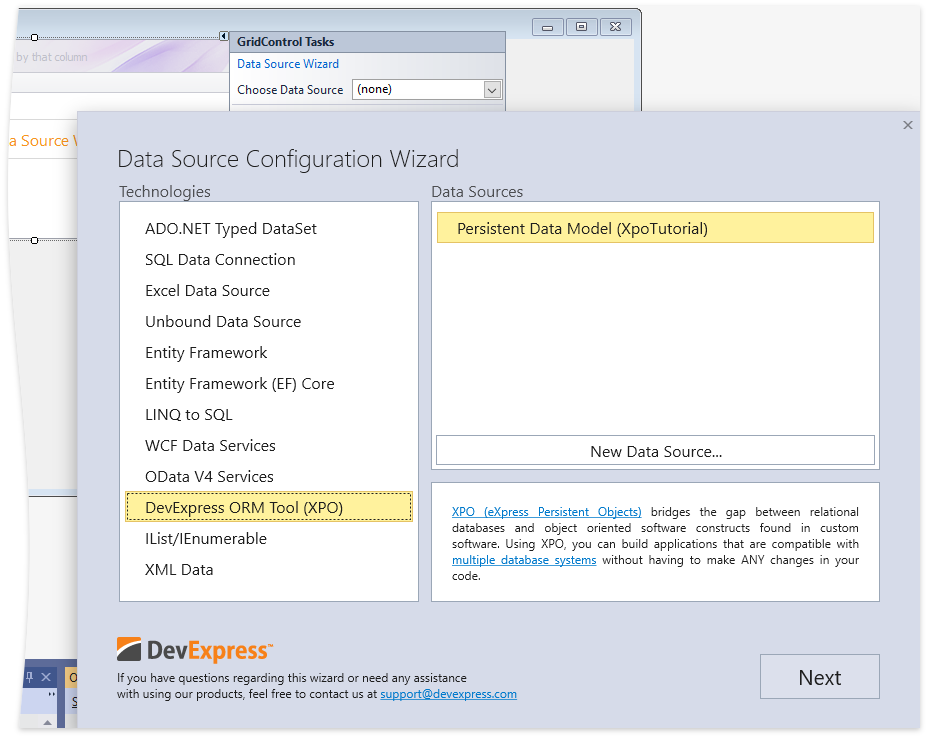 GridControl Tasks
by that column
Data Source Wizard
Choose Data Source (none)
a Source
Data Source Configuration Wizard
Technologies
ADO.NET Typed DataSet
SQL Data Connection
Excel Data Source
Unbound Data Source
Entity Framework
Entity Framework (EF) Core
LINQ to SQL
WCF Data Services
OData V4 Services
DevExpress ORM Tool (XPO)
IList/IEnumerable
XML Data
Data Sources
Persistent Data Model (XpoTutorial)
New Data Source...
XPO (eXpress Persistent Objects) bridges the gap between relational
databases and object oriented software constructs found in custom
software. Using XPO, you can build applications that are compatible with
multiple database systems without having to make ANY changes in your
code.
DevExpress™
If you have questions regarding this wizard or need any assistance
with using our products, feel free to contact us at support@devexpress.com
Next